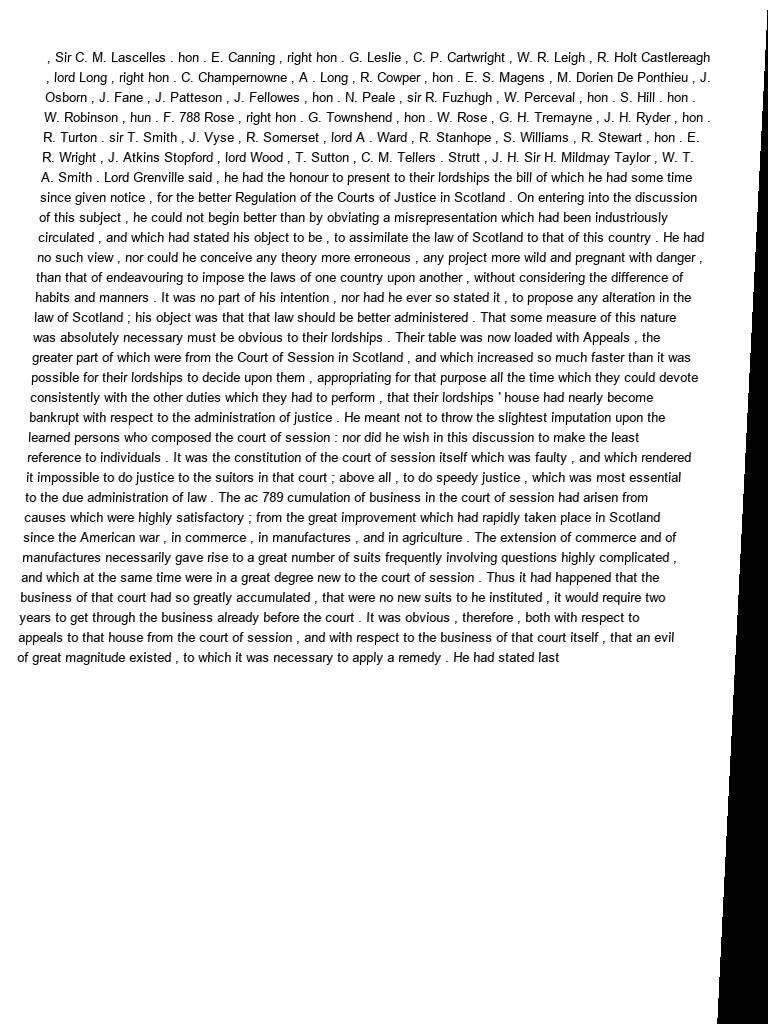 , Sir C. M. Lascelles . hon . E. Canning , right hon . G. Leslie , C. P. Cartwright , W. R. Leigh , R. Holt Castlereagh
, lord Long , right hon . C. Champernowne , A . Long , R. Cowper , hon . E. S. Magens , M. Dorien De Ponthieu , J.
Osborn , J. Fane , J. Patteson , J. Fellowes , hon . N. Peale , sir R. Fuzhugh , W. Perceval , hon . S. Hill . hon .
W. Robinson , hun . F. 788 Rose , right hon . G. Townshend , hon . W. Rose , G. H. Tremayne , J. H. Ryder , hon .
R. Turton . sir T. Smith , J. Vyse , R. Somerset , lord A . Ward , R. Stanhope , S. Williams , R. Stewart , hon . E.
R. Wright , J. Atkins Stopford , lord Wood , T. Sutton , C. M. Tellers . Strutt , J. H. Sir H. Mildmay Taylor , W. T.
A. Smith . Lord Grenville said , he had the honour to present to their lordships the bill of which he had some time
since given notice , for the better Regulation of the Courts of Justice in Scotland . On entering into the discussion
of this subject , he could not begin better than by obviating a misrepresentation which had been industriously
circulated , and which had stated his object to be , to assimilate the law of Scotland to that of this country . He had
no such view , nor could he conceive any theory more erroneous , any project more wild and pregnant with danger ,
than that of endeavouring to impose the laws of one country upon another , without considering the difference of
habits and manners . It was no part of his intention , nor had he ever so stated it , to propose any alteration in the
law of Scotland ; his object was that that law should be better administered . That some measure of this nature
was absolutely necessary must be obvious to their lordships . Their table was now loaded with Appeals , the
greater part of which were from the Court of Session in Scotland , and which increased so much faster than it was
possible for their lordships to decide upon them , appropriating for that purpose all the time which they could devote
consistently with the other duties which they had to perform , that their lordships ' house had nearly become
bankrupt with respect to the administration of justice . He meant not to throw the slightest imputation upon the
learned persons who composed the court of session : nor did he wish in this discussion to make the least
reference to individuals . It was the constitution of the court of session itself which was faulty , and which rendered
it impossible to do justice to the suitors in that court ; above all , to do speedy justice , which was most essential
to the due administration of law . The ac 789 cumulation of business in the court of session had arisen from
causes which were highly satisfactory ; from the great improvement which had rapidly taken place in Scotland
since the American war , in commerce , in manufactures , and in agriculture . The extension of commerce and of
manufactures necessarily gave rise to a great number of suits frequently involving questions highly complicated ,
and which at the same time were in a great degree new to the court of session . Thus it had happened that the
business of that court had so greatly accumulated , that were no new suits to he instituted , it would require two
years to get through the business already before the court . It was obvious , therefore , both with respect to
appeals to that house from the court of session , and with respect to the business of that court itself , that an evil
of great magnitude existed , to which it was necessary to apply a remedy . He had stated last